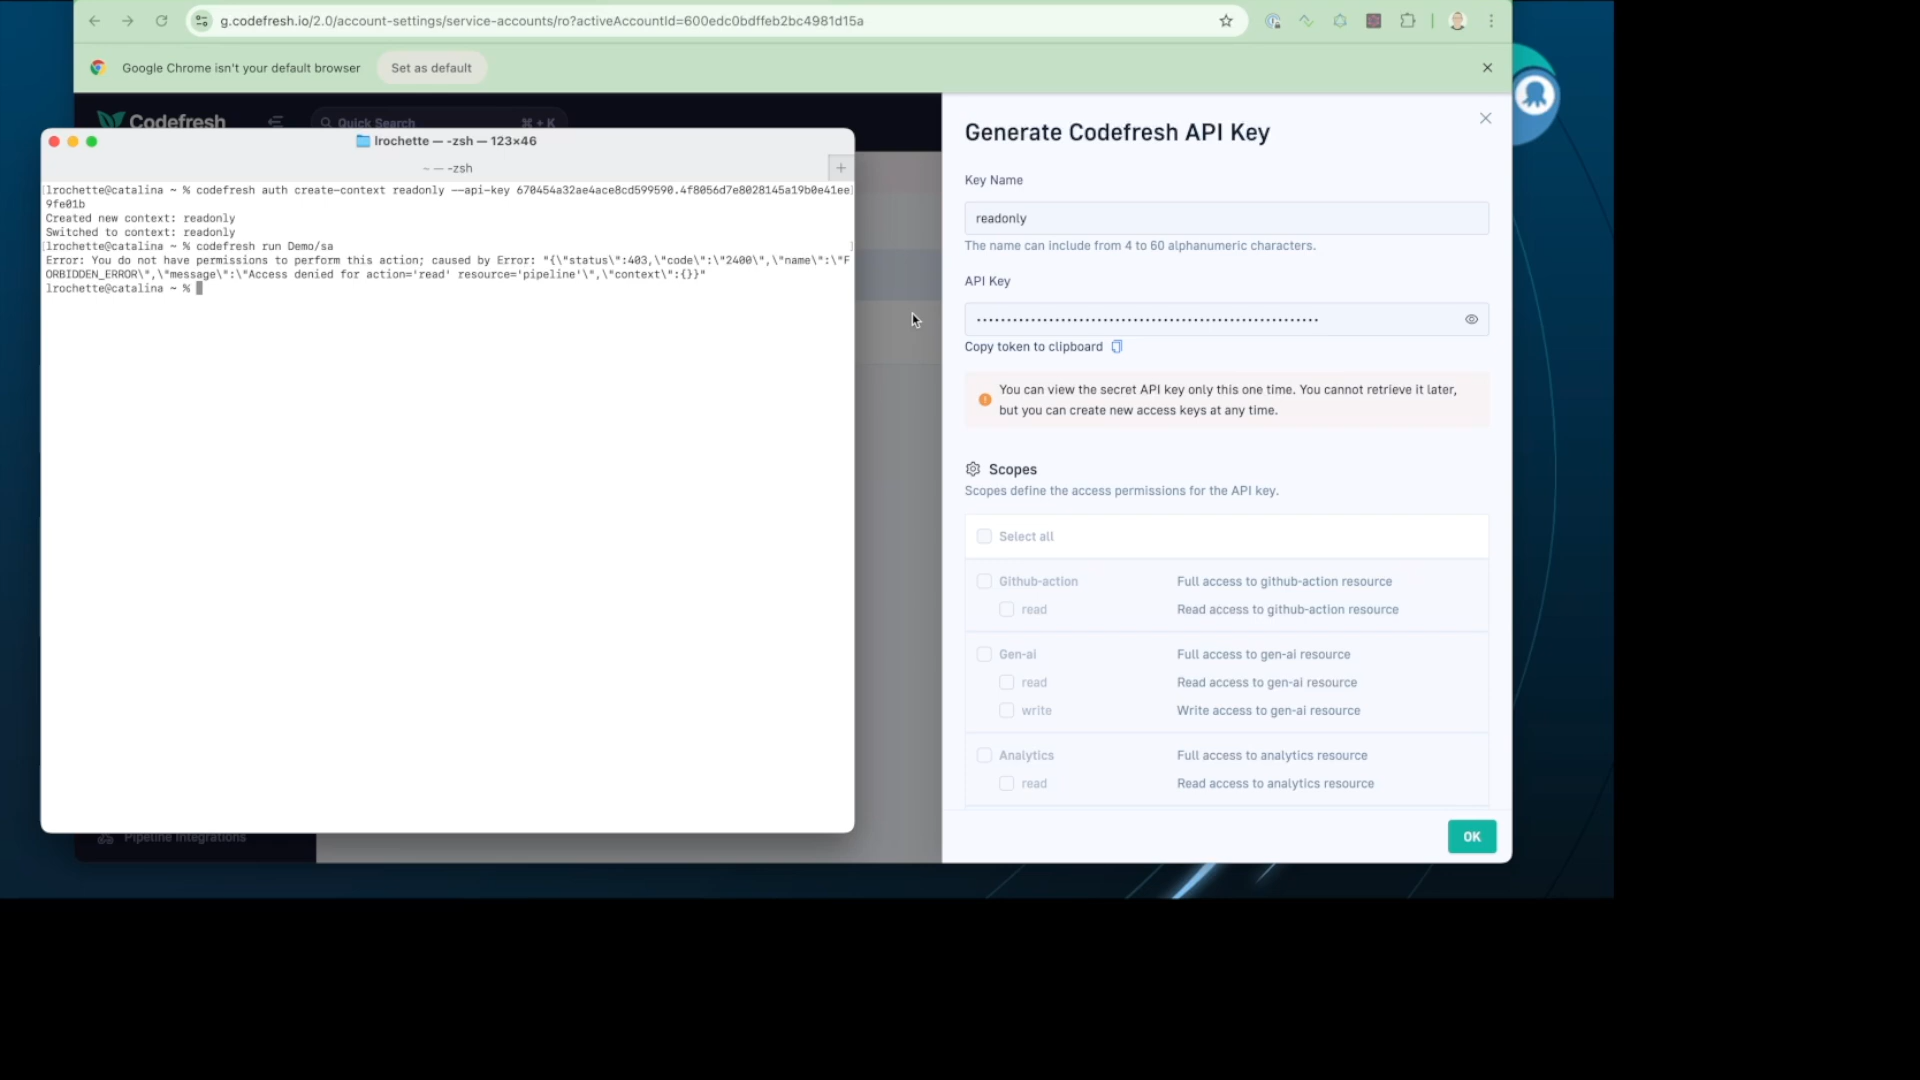 g.codefresh.io/2.0/account-settings/service-accounts/ro?activeAccountId=600edc0bdffeb2bc4981d15a
Google Chrome isn't your default browser
Set as default
Codefresh
Quick Search
⌘ + K
lrochette — -zsh — 123×46
~ — -zsh
lrochette@catalina ~ % codefresh auth create-context readonly --api-key 670454a32ae4ace8cd599590.4f8056d7e8028145a19b0e41ee
9fe01b
Created new context: readonly
Switched to context: readonly
lrochette@catalina ~ % codefresh run Demo/sa
Error: You do not have permissions to perform this action; caused by Error: "{\"status\":403,\"code\":\"2400\",\"name\":\"F
ORBIDDEN_ERROR\",\"message\":\"Access denied for action='read' resource='pipeline'\",\"context\":{}}"
lrochette@catalina ~ %
Pipeline Integrations
Generate Codefresh API Key
Key Name
readonly
The name can include from 4 to 60 alphanumeric characters.
API Key
Copy token to clipboard
You can view the secret API key only this one time. You cannot retrieve it later,
but you can create new access keys at any time.
Scopes
Scopes define the access permissions for the API key.
Select all
Github-action Full access to github-action resource
read Read access to github-action resource
Gen-ai Full access to gen-ai resource
read Read access to gen-ai resource
write Write access to gen-ai resource
Analytics Full access to analytics resource
read Read access to analytics resource
OK